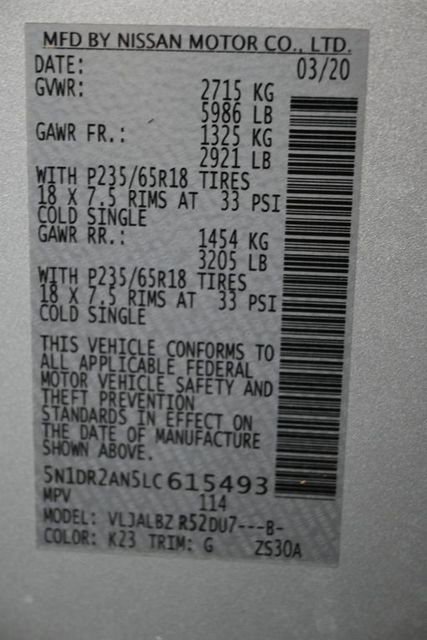 MFD BY NISSAN MOTOR CO., LTD.
DATE: 03/20
GVWR: 2715 KG
5986 LB
GAWR FR.: 1325 KG
2921 LB
WITH P235/65R18 TIRES
18 X 7.5 RIMS AT 33 PSI
COLD SINGLE
GAWR RR.: 1454 KG
3205 LB
WITH P235/65R18 TIRES
18 X 7.5 RIMS AT 33 PSI
COLD SINGLE
THIS VEHICLE CONFORMS TO
ALL APPLICABLE FEDERAL
MOTOR VEHICLE SAFETY AND
THEFT PREVENTION
STANDARDS IN EFFECT ON
THE DATE OF MANUFACTURE
SHOWN ABOVE.
5N1DR2AN5LC615493
MPV 114
MODEL: VLJALBZ R52DU7---B-
COLOR: K23 TRIM: G ZS30A